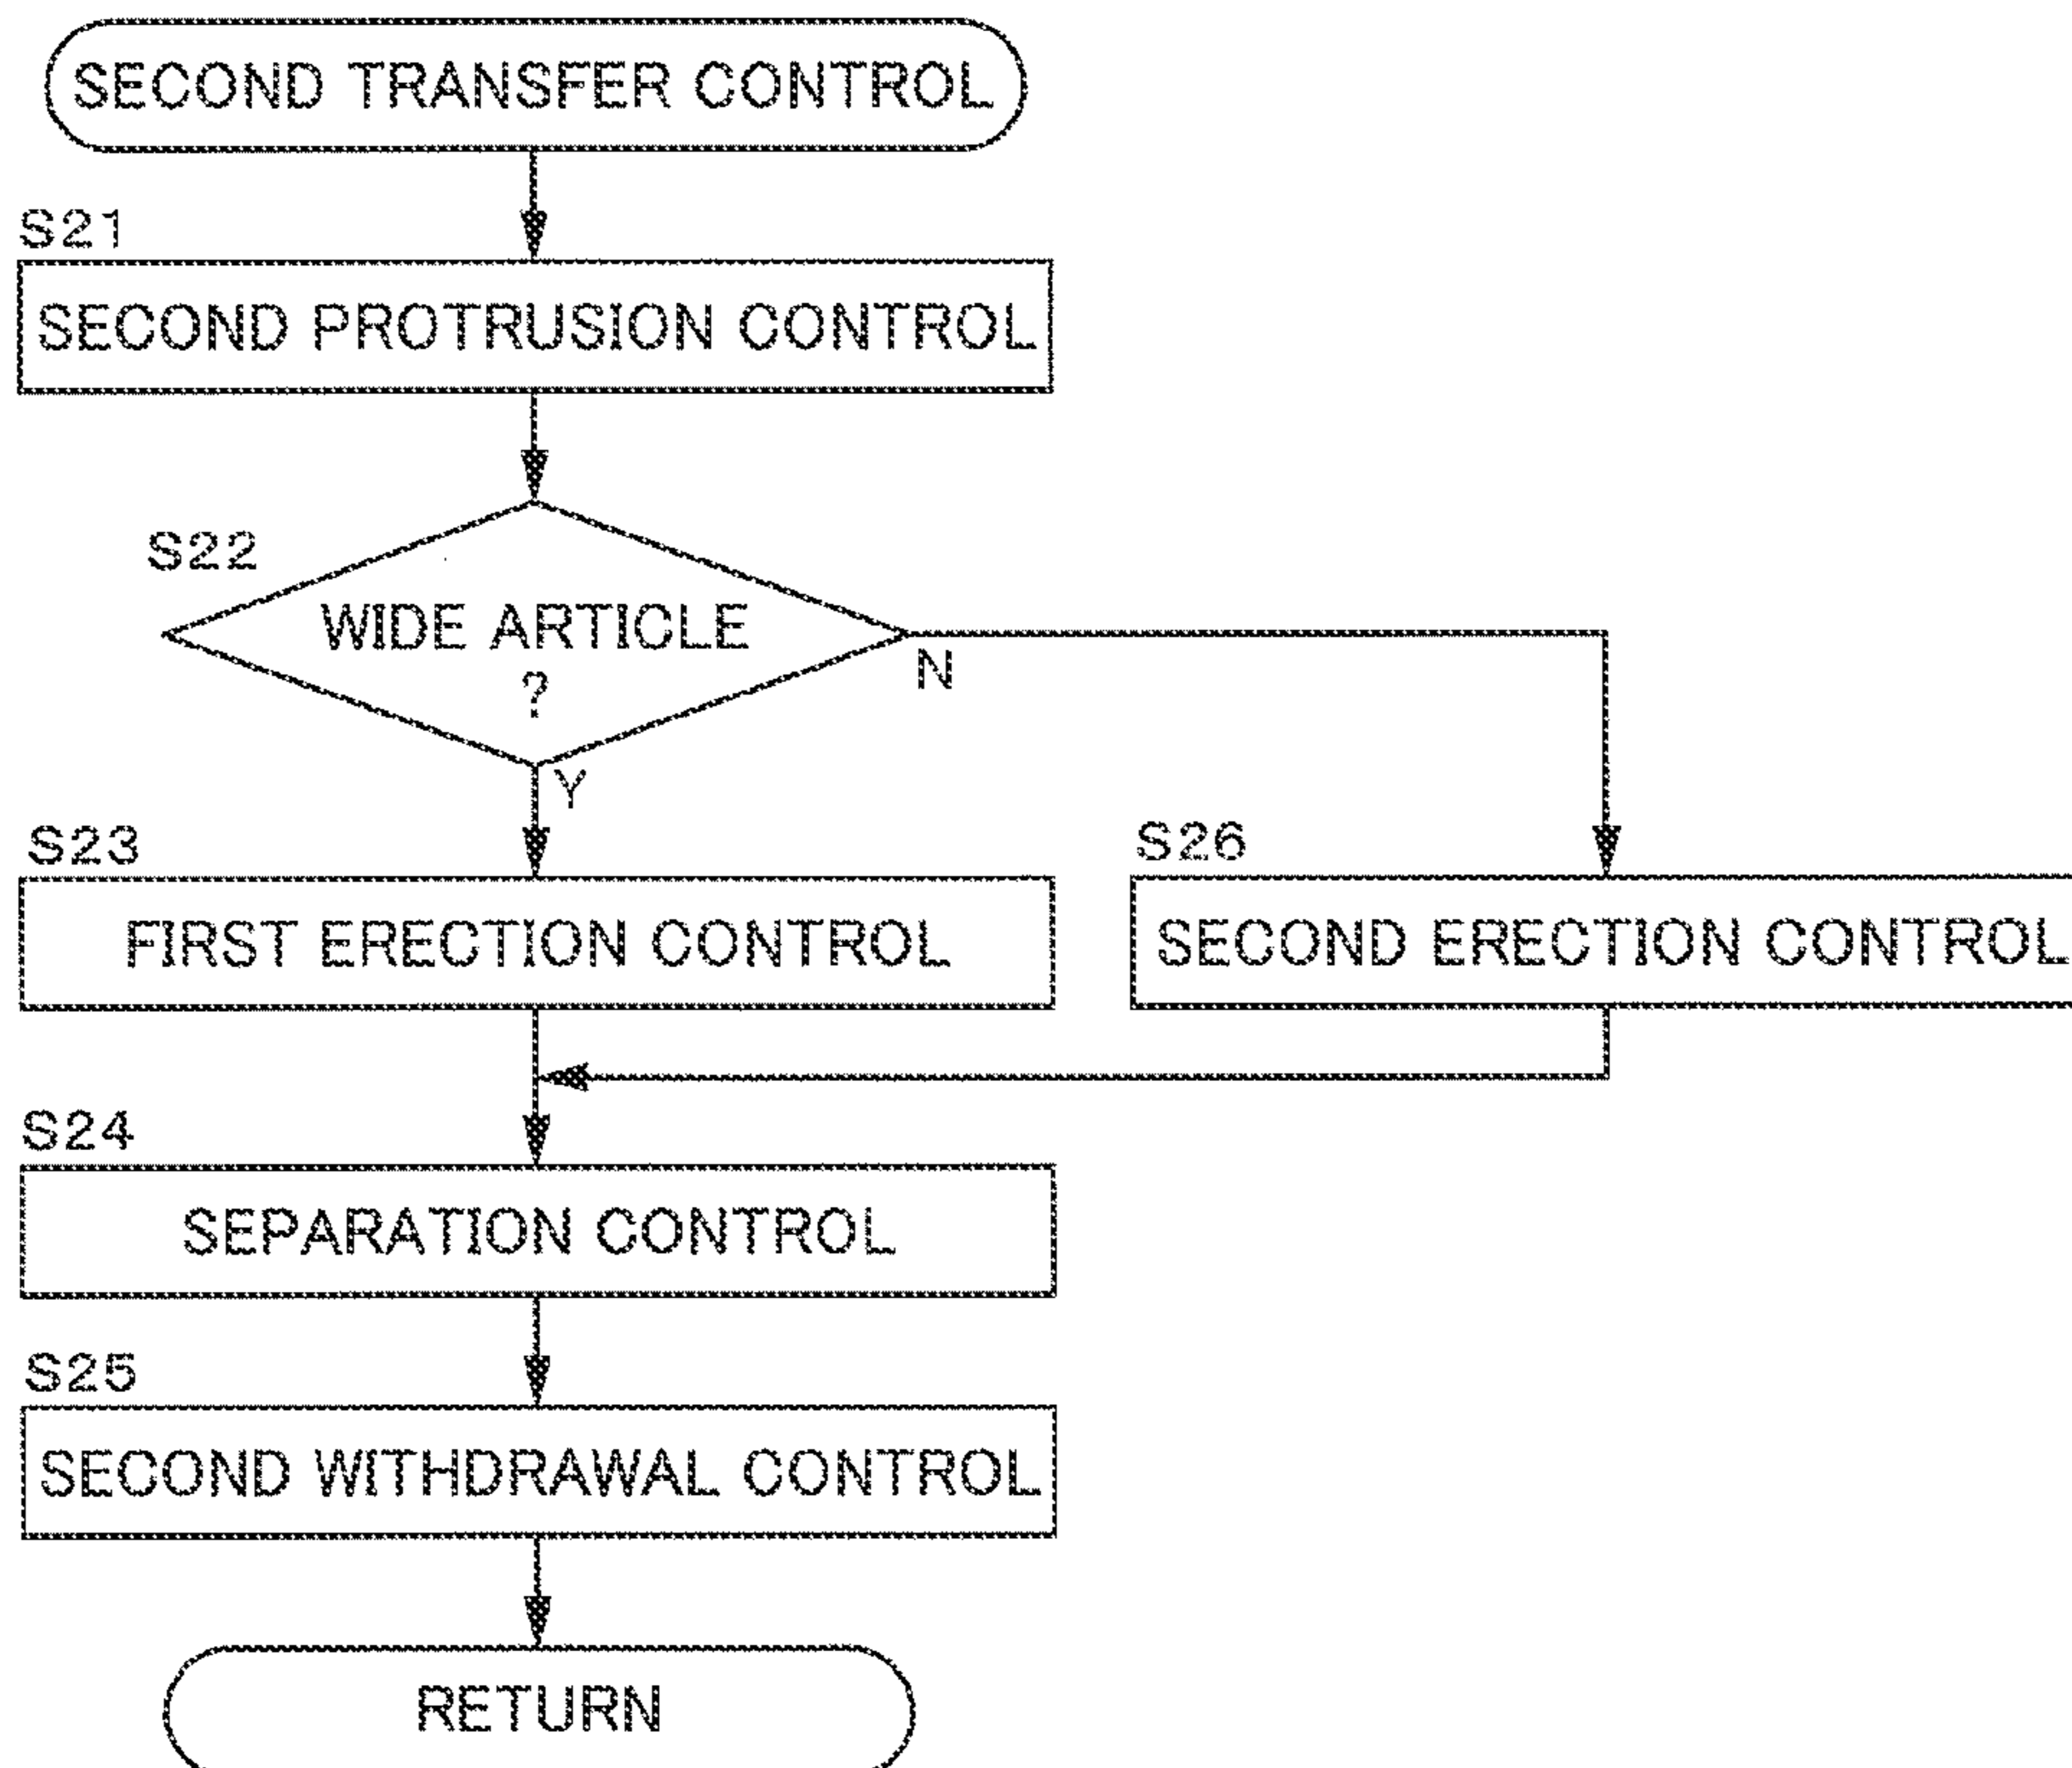 SECOND TRANSFER CONTROL
S21
SECOND PROTRUSION CONTROL
S22
WIDE ARTICLE
?
N
Y
S23
FIRST ERECTION CONTROL
S26
SECOND ERECTION CONTROL
S24
SEPARATION CONTROL
S25
SECOND WITHDRAWAL CONTROL
RETURN